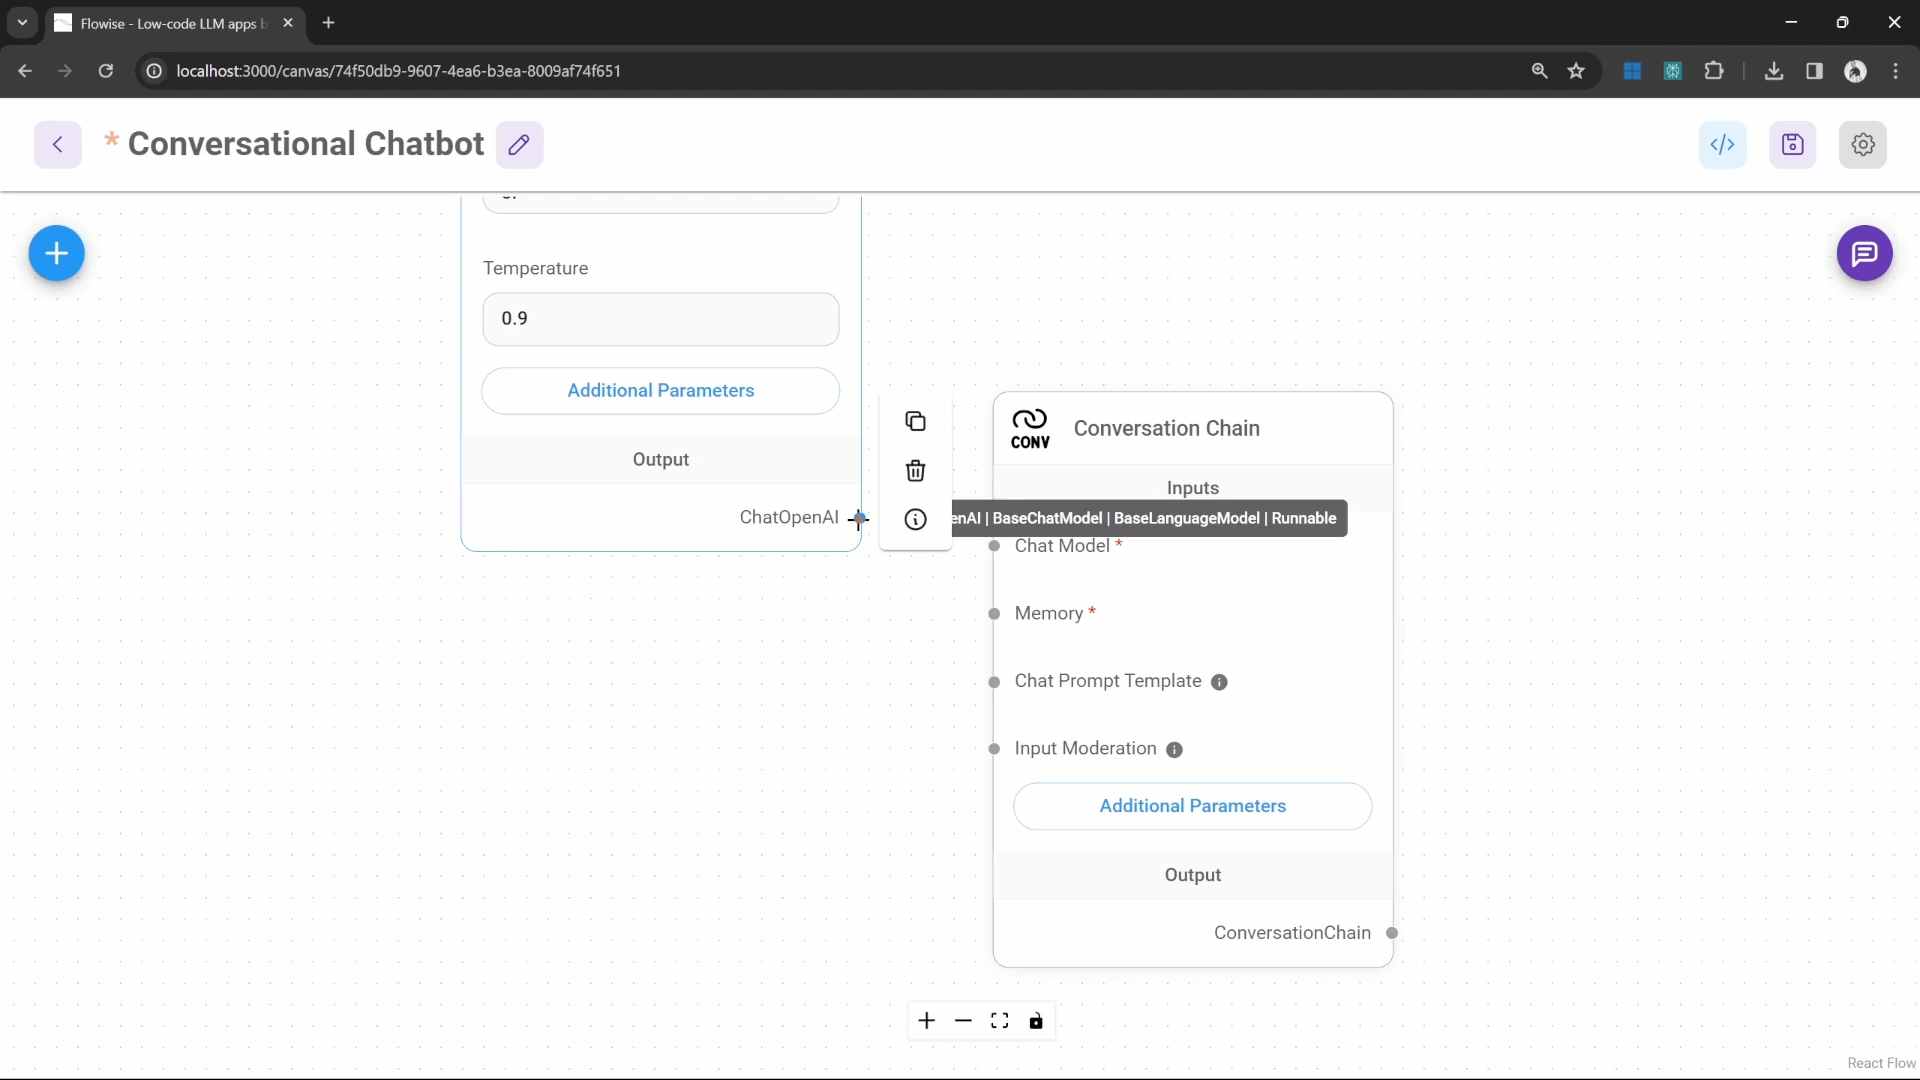 Flowise - Low-code LLM apps b
localhost:3000/canvas/74f50db9-9607-4ea6-b3ea-8009af74f651
* Conversational Chatbot
</>
Temperature
0.9
Additional Parameters
Output
ChatOpenAI
CONV
Conversation Chain
Inputs
enAI | BaseChatModel | BaseLanguageModel | Runnable
Chat Model *
Memory *
Chat Prompt Template
Input Moderation
Additional Parameters
Output
ConversationChain
React Flow